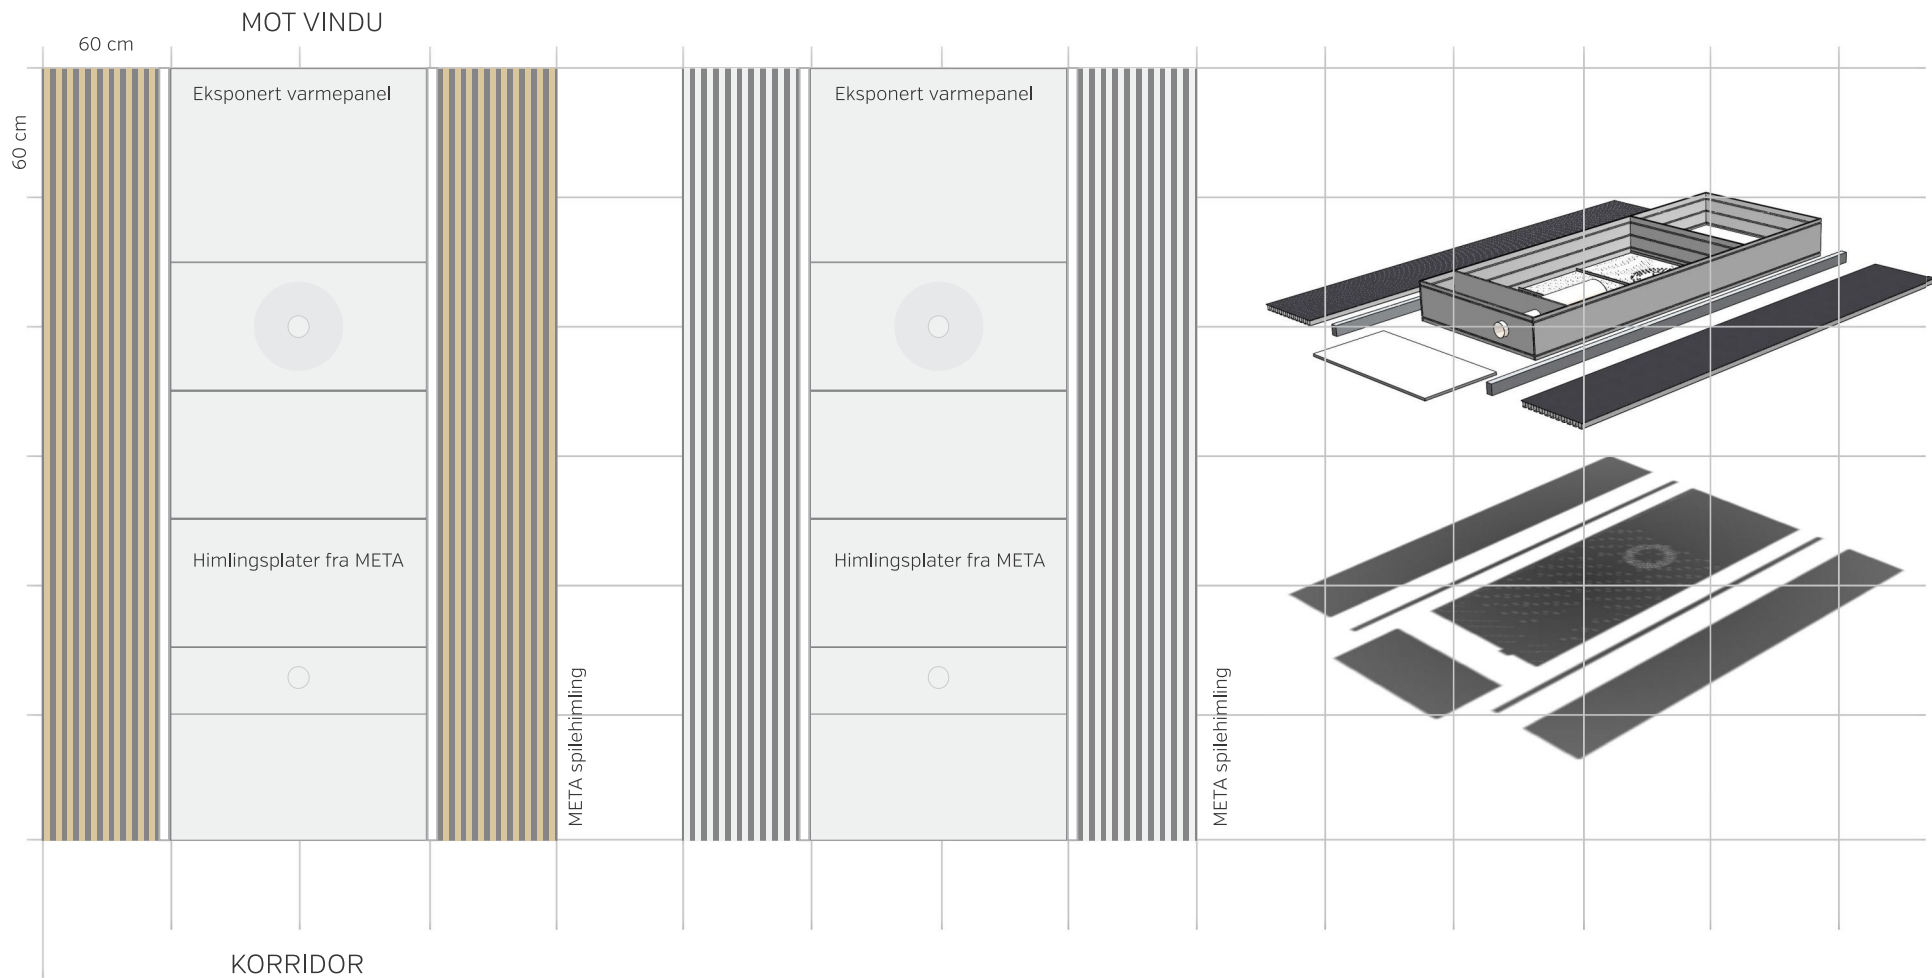 MOT VINDU
60 cm
60 cm
Eksponert varmepanel
Eksponert varmepanel
Himlingsplater fra META
Himlingsplater fra META
META spilehimling
META spilehimling
KORRIDOR